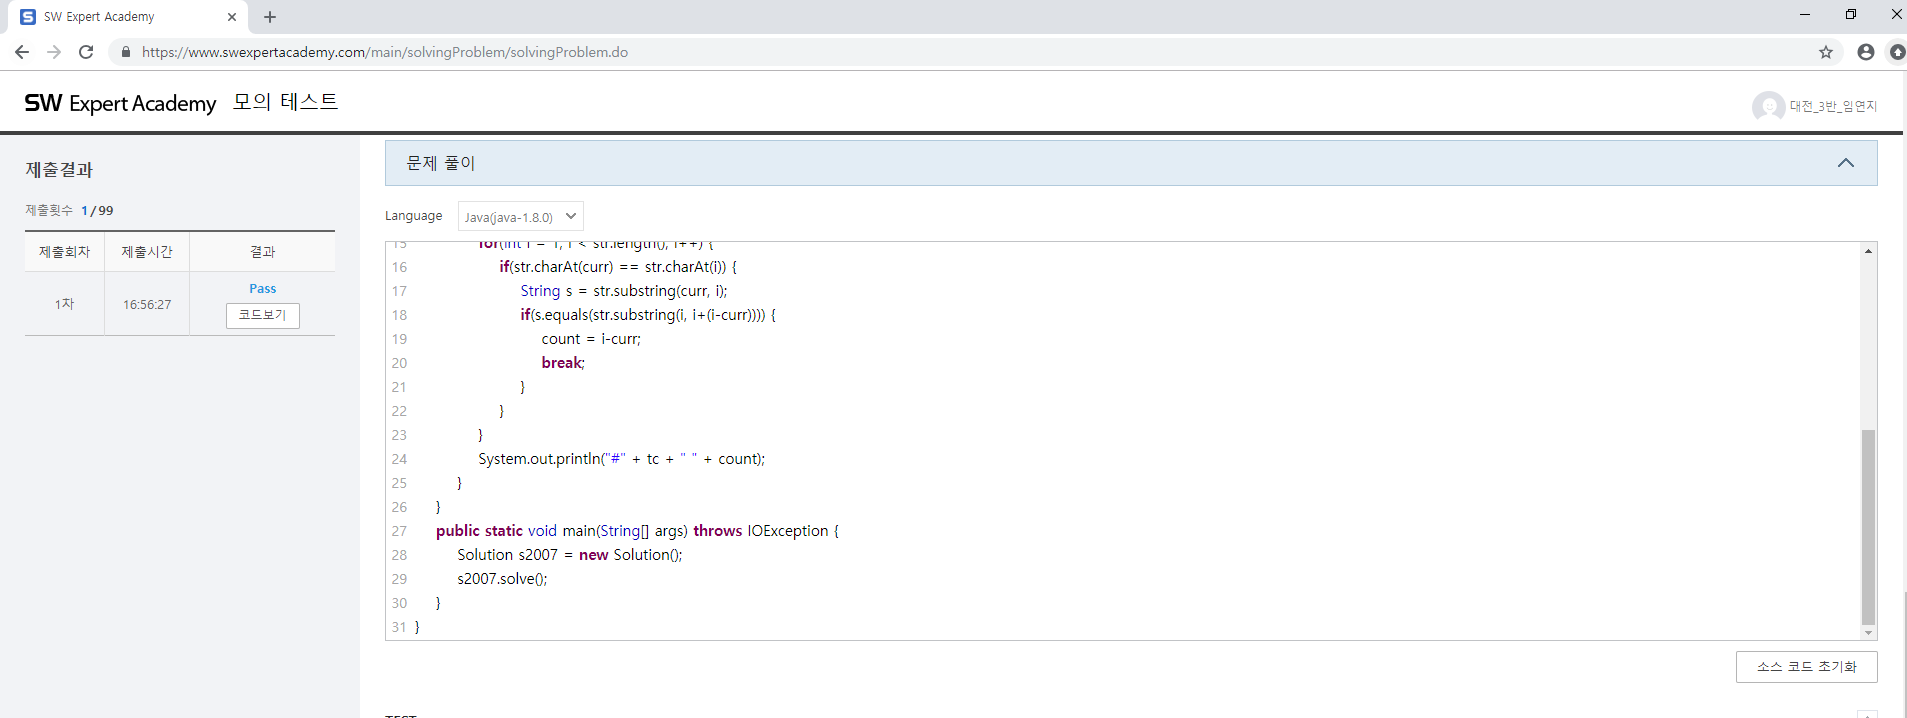 SW Expert Academy
https://www.swexpertacademy.com/main/solvingProblem/solvingProblem.do
SW Expert Academy 모의 테스트
대전_3반_임연지
제출결과
제출횟수 1 / 99
제출회차 제출시간 결과
1차 16:56:27 Pass
코드보기
문제 풀이
Language Java(java-1.8.0)
15 for(int i = 1; i < str.length(); i++) {
16 if(str.charAt(curr) == str.charAt(i)) {
17 String s = str.substring(curr, i);
18 if(s.equals(str.substring(i, i+(i-curr)))) {
19 count = i-curr;
20 break;
21 }
22 }
23 }
24 System.out.println("#" + tc + " " + count);
25 }
26 }
27 public static void main(String[] args) throws IOException {
28 Solution s2007 = new Solution();
29 s2007.solve();
30 }
31 }
소스 코드 초기화
TEST